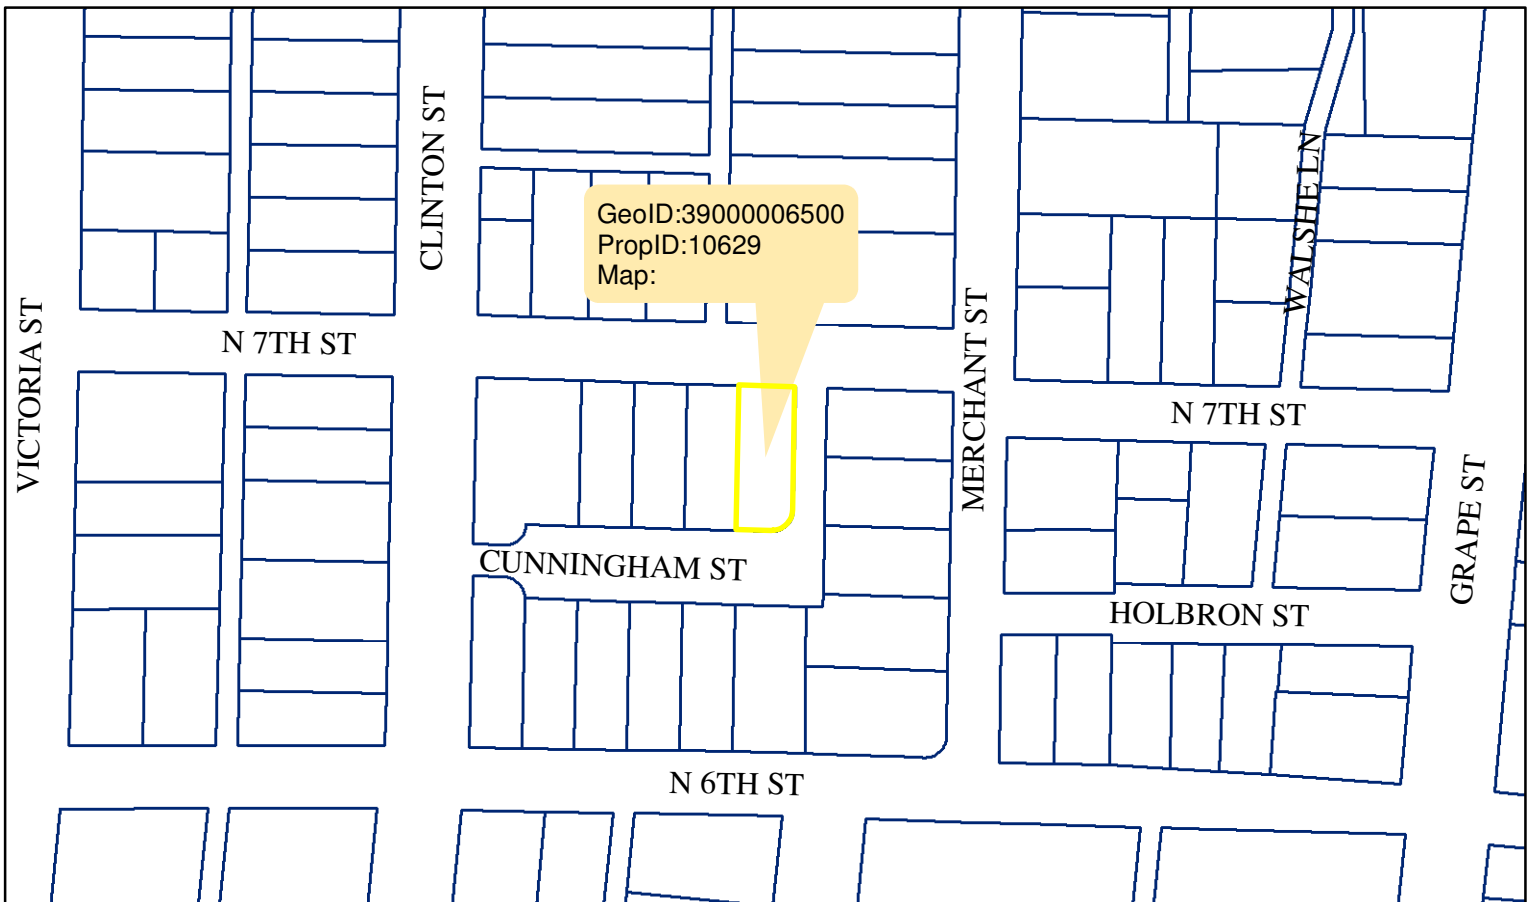 CLINTON ST
WALSHE LN
GeoID:39000006500
PropID:10629
Map:
VICTORIA ST
N 7TH ST
MERCHANT ST
N 7TH ST
GRAPE ST
CUNNINGHAM ST
HOLBRON ST
N 6TH ST